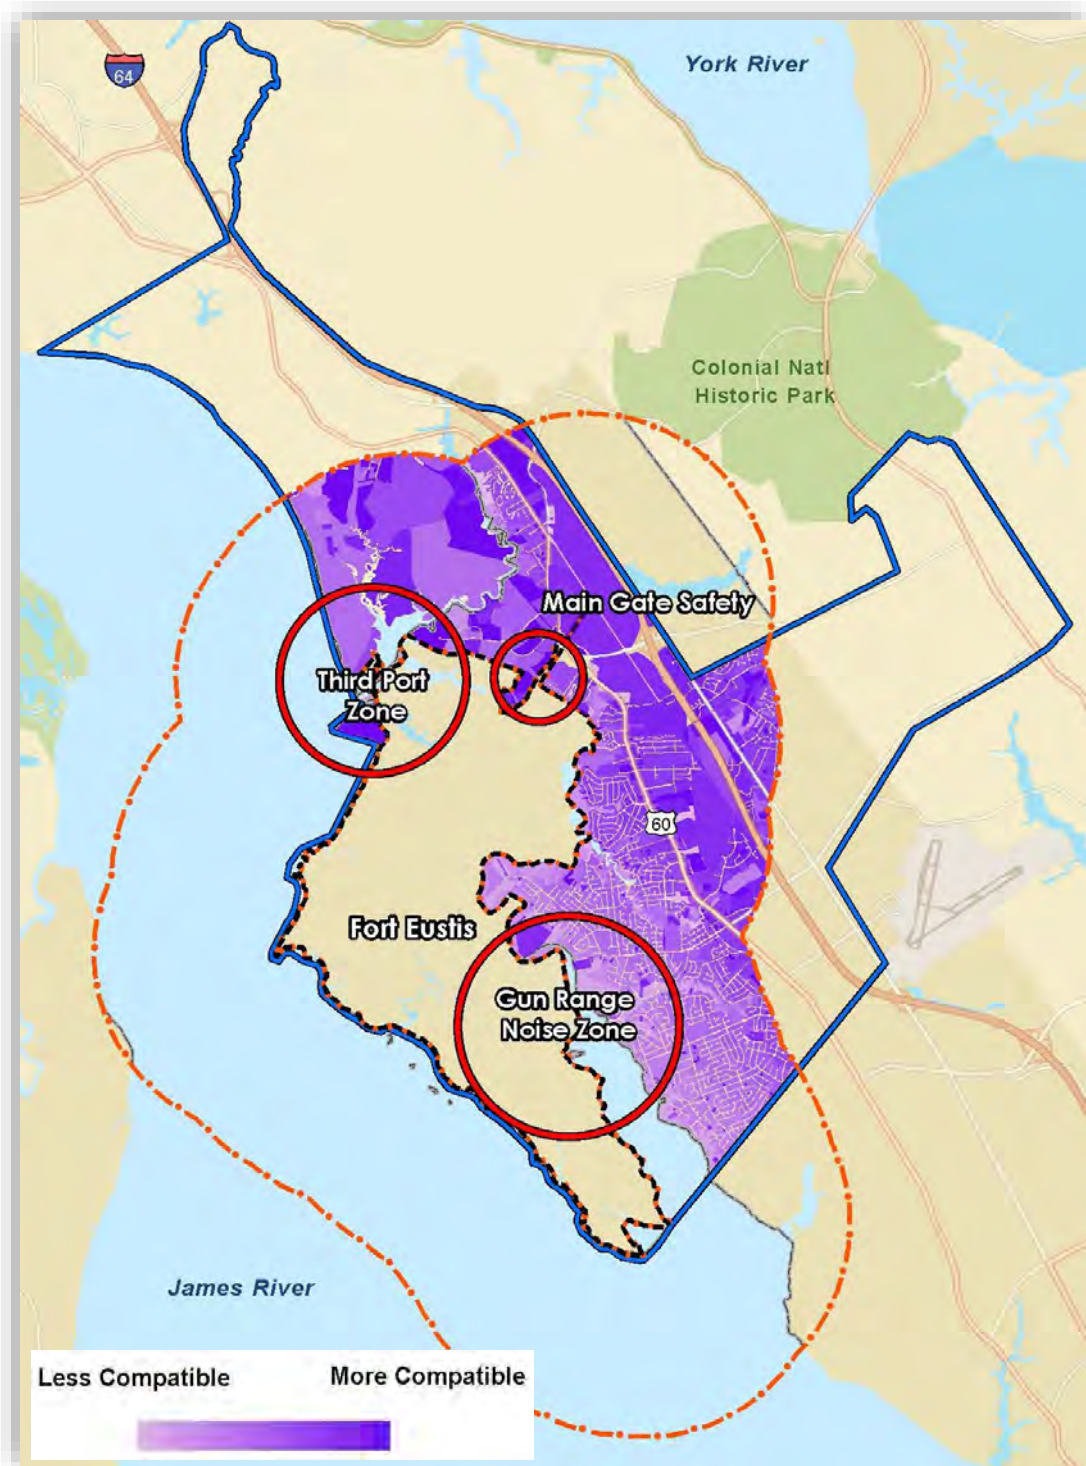 York River
64
Colonial Natl
Historic Park
Main Gate Safety
Third Port
Zone
60
Fort Eustis
Gun Range
Noise Zone
James River
Less Compatible
More Compatible